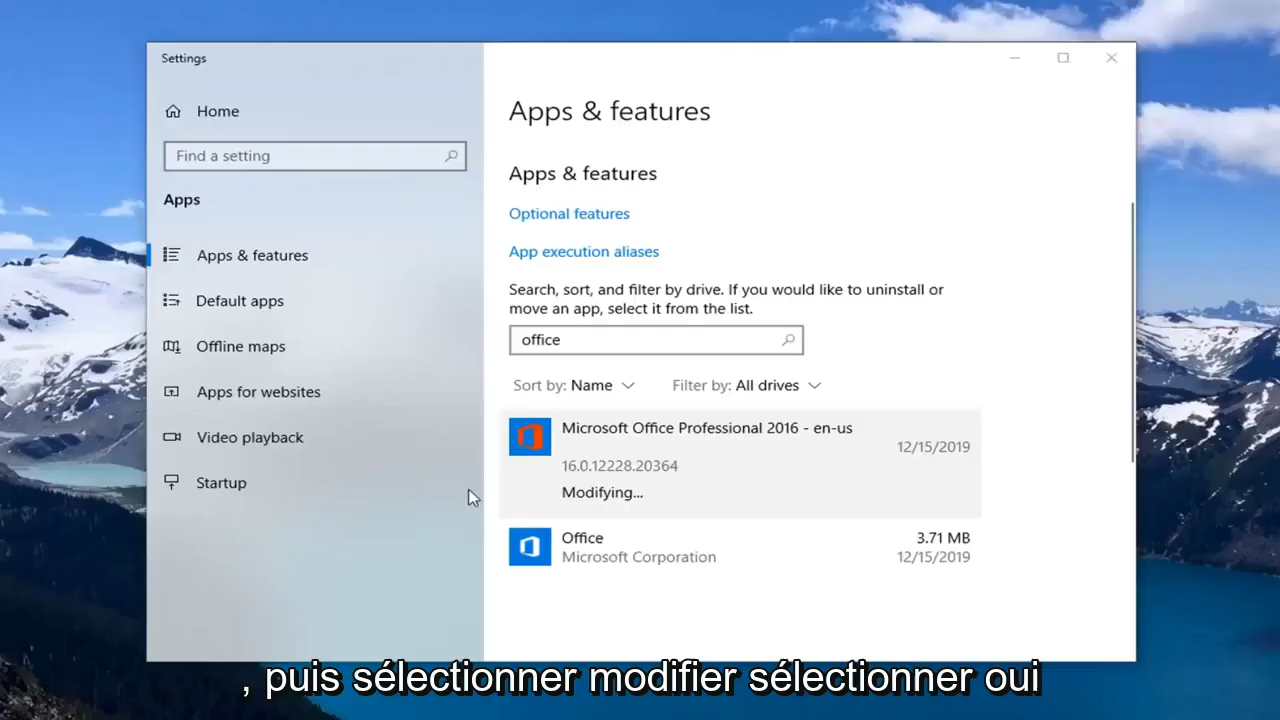 Settings
Home
Find a setting
Apps
Apps & features
Default apps
Offline maps
Apps for websites
Video playback
Startup
Apps & features
Apps & features
Optional features
App execution aliases
Search, sort, and filter by drive. If you would like to uninstall or
move an app, select it from the list.
office
Sort by: Name Filter by: All drives
Microsoft Office Professional 2016 - en-us
12/15/2019
16.0.12228.20364
Modifying...
Office 3.71 MB
Microsoft Corporation 12/15/2019
, puis sélectionner modifier sélectionner oui